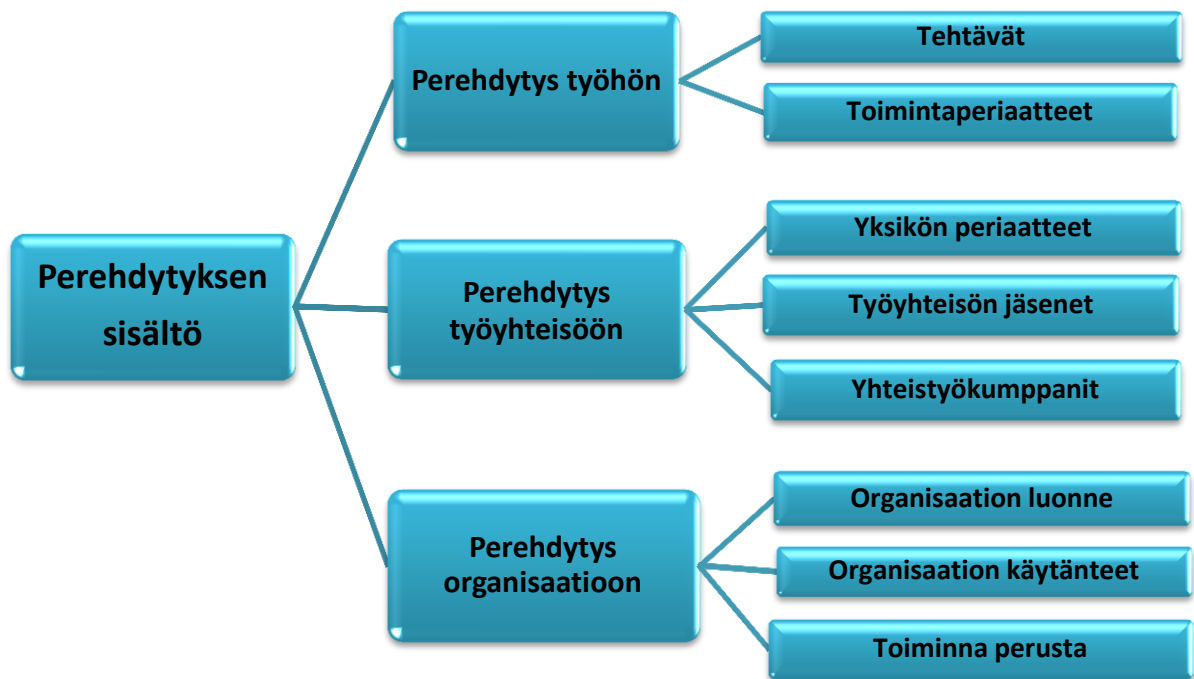 Perehdytyksen
sisältö
Perehdytys työhön
Tehtävät
Toimintaperiaatteet
Perehdytys
työyhteisöön
Yksikön periaatteet
Työyhteisön jäsenet
Yhteistyökumppanit
Perehdytys
organisaatioon
Organisaation luonne
Organisaation käytänteet
Toiminna perusta